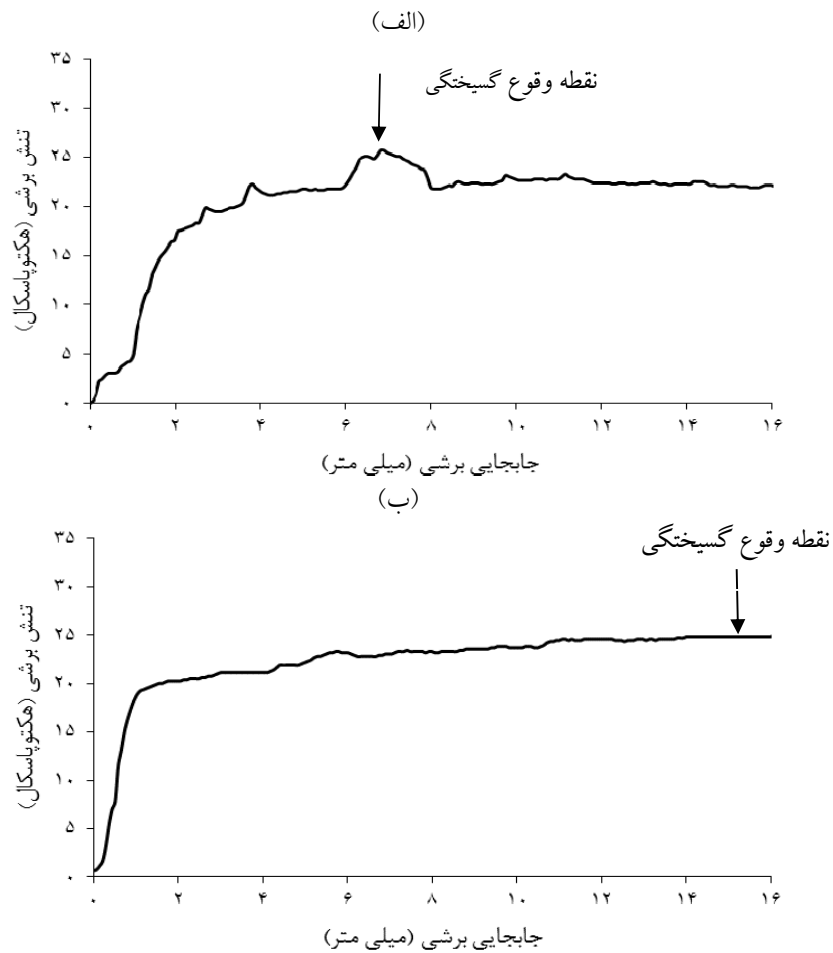 (الف)
نقطه وقوع گسیختگی
تنش برشی (هکتوپاسکال)
۳۵
۳۰
۲۵
۲۰
۱۵
۱۰
۵
۰
۰ ۲ ۴ ۶ ۸ ۱۰ ۱۲ ۱۴ ۱۶
جابجایی برشی (میلی متر)
(ب)
نقطه وقوع گسیختگی
تنش برشی (هکتوپاسکال)
۳۵
۳۰
۲۵
۲۰
۱۵
۱۰
۵
۰
۰ ۲ ۴ ۶ ۸ ۱۰ ۱۲ ۱۴ ۱۶
جابجایی برشی (میلی متر)